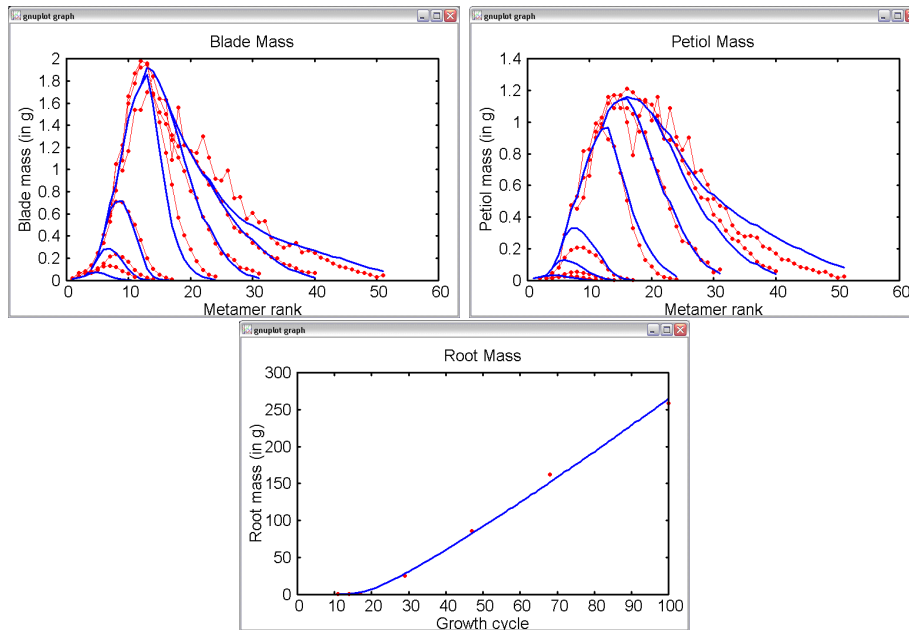 gnuplot graph
Blade Mass
Blade mass (in g)
2
1.8
1.6
1.4
1.2
1
0.8
0.6
0.4
0.2
0
0 10 20 30 40 50 60
Metamer rank
gnuplot graph
Petiol Mass
Petiol mass (in g)
1.4
1.2
1
0.8
0.6
0.4
0.2
0
0 10 20 30 40 50 60
Metamer rank
gnuplot graph
Root Mass
Root mass (in g)
300
250
200
150
100
50
0
0 10 20 30 40 50 60 70 80 90 100
Growth cycle